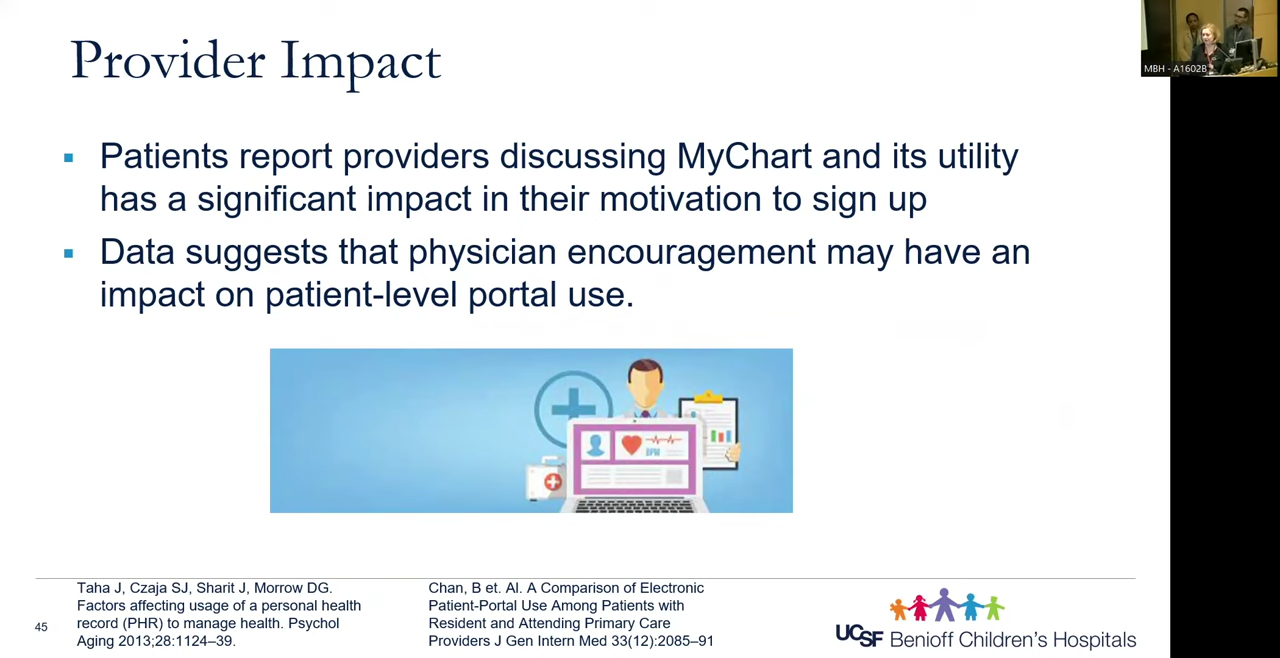 Provider Impact
MBH - A1602B
Patients report providers discussing MyChart and its utility
has a significant impact in their motivation to sign up
Data suggests that physician encouragement may have an
impact on patient-level portal use.
BPM
45
Taha J, Czaja SJ, Sharit J, Morrow DG.
Factors affecting usage of a personal health
record (PHR) to manage health. Psychol
Aging 2013;28:1124–39.
Chan, B et. Al. A Comparison of Electronic
Patient-Portal Use Among Patients with
Resident and Attending Primary Care
Providers J Gen Intern Med 33(12):2085–91
UCSF Benioff Children's Hospitals